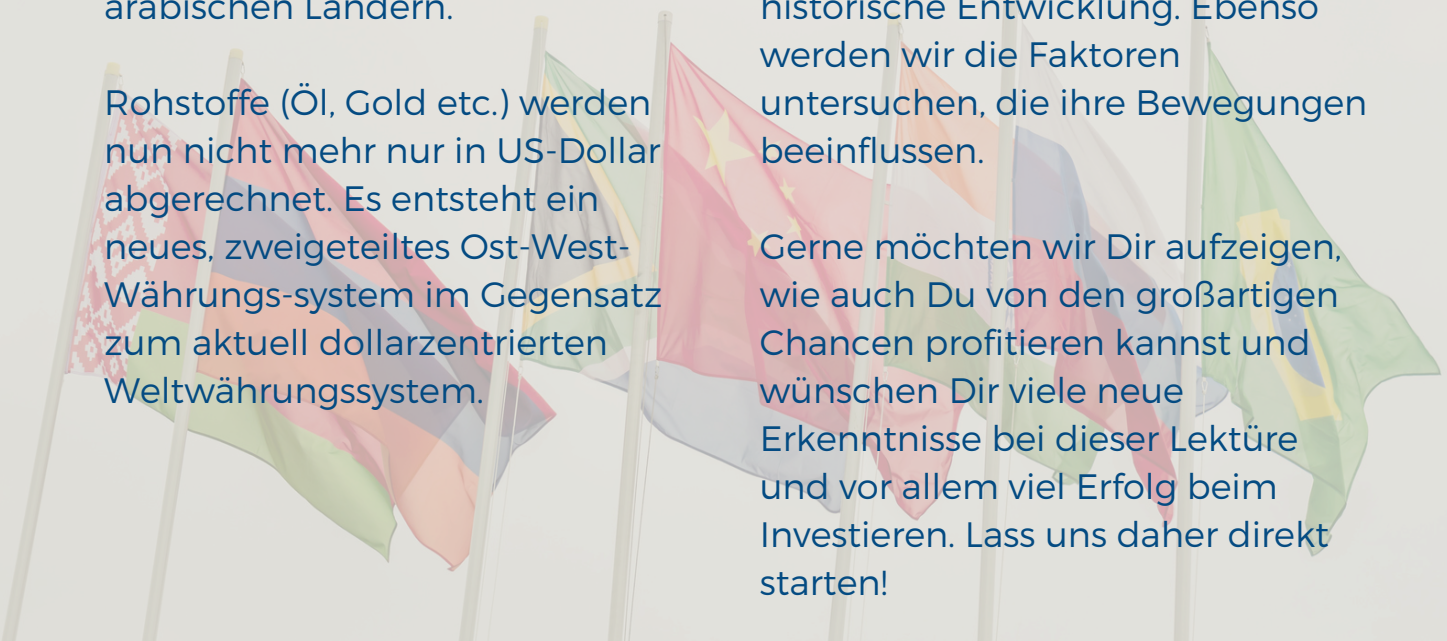 arabischen Ländern.
Rohstoffe (Öl, Gold etc.) werden
nun nicht mehr nur in US-Dollar
abgerechnet. Es entsteht ein
neues, zweigeteiltes Ost-West-
Währungs-system im Gegensatz
zum aktuell dollarzentrierten
Weltwährungssystem.
historische Entwicklung. Ebenso
werden wir die Faktoren
untersuchen, die ihre Bewegungen
beeinflussen.
Gerne möchten wir Dir aufzeigen,
wie auch Du von den großartigen
Chancen profitieren kannst und
wünschen Dir viele neue
Erkenntnisse bei dieser Lektüre
und vor allem viel Erfolg beim
Investieren. Lass uns daher direkt
starten!